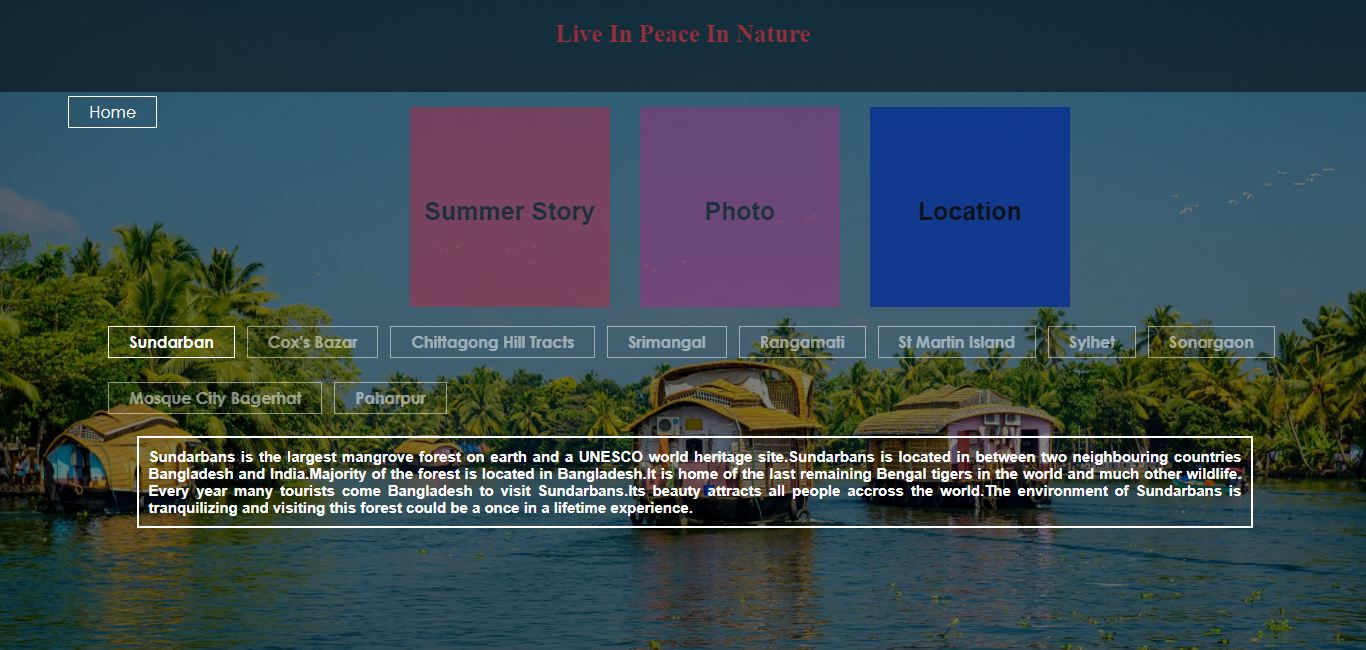 Live In Peace In Nature
Home
Summer Story
Photo
Location
Sundarban
Cox's Bazar
Chittagong Hill Tracts
Srimangal
Rangamati
St Martin Island
Sylhet
Sonargaon
Mosque City Bagerhat
Paharpur
Sundarbans is the largest mangrove forest on earth and a UNESCO world heritage site.Sundarbans is located in between two neighbouring countries
Bangladesh and India.Majority of the forest is located in Bangladesh.It is home of the last remaining Bengal tigers in the world and much other wildlife.
Every year many tourists come Bangladesh to visit Sundarbans.Its beauty attracts all people accross the world.The environment of Sundarbans is
tranquilizing and visiting this forest could be a once in a lifetime experience.